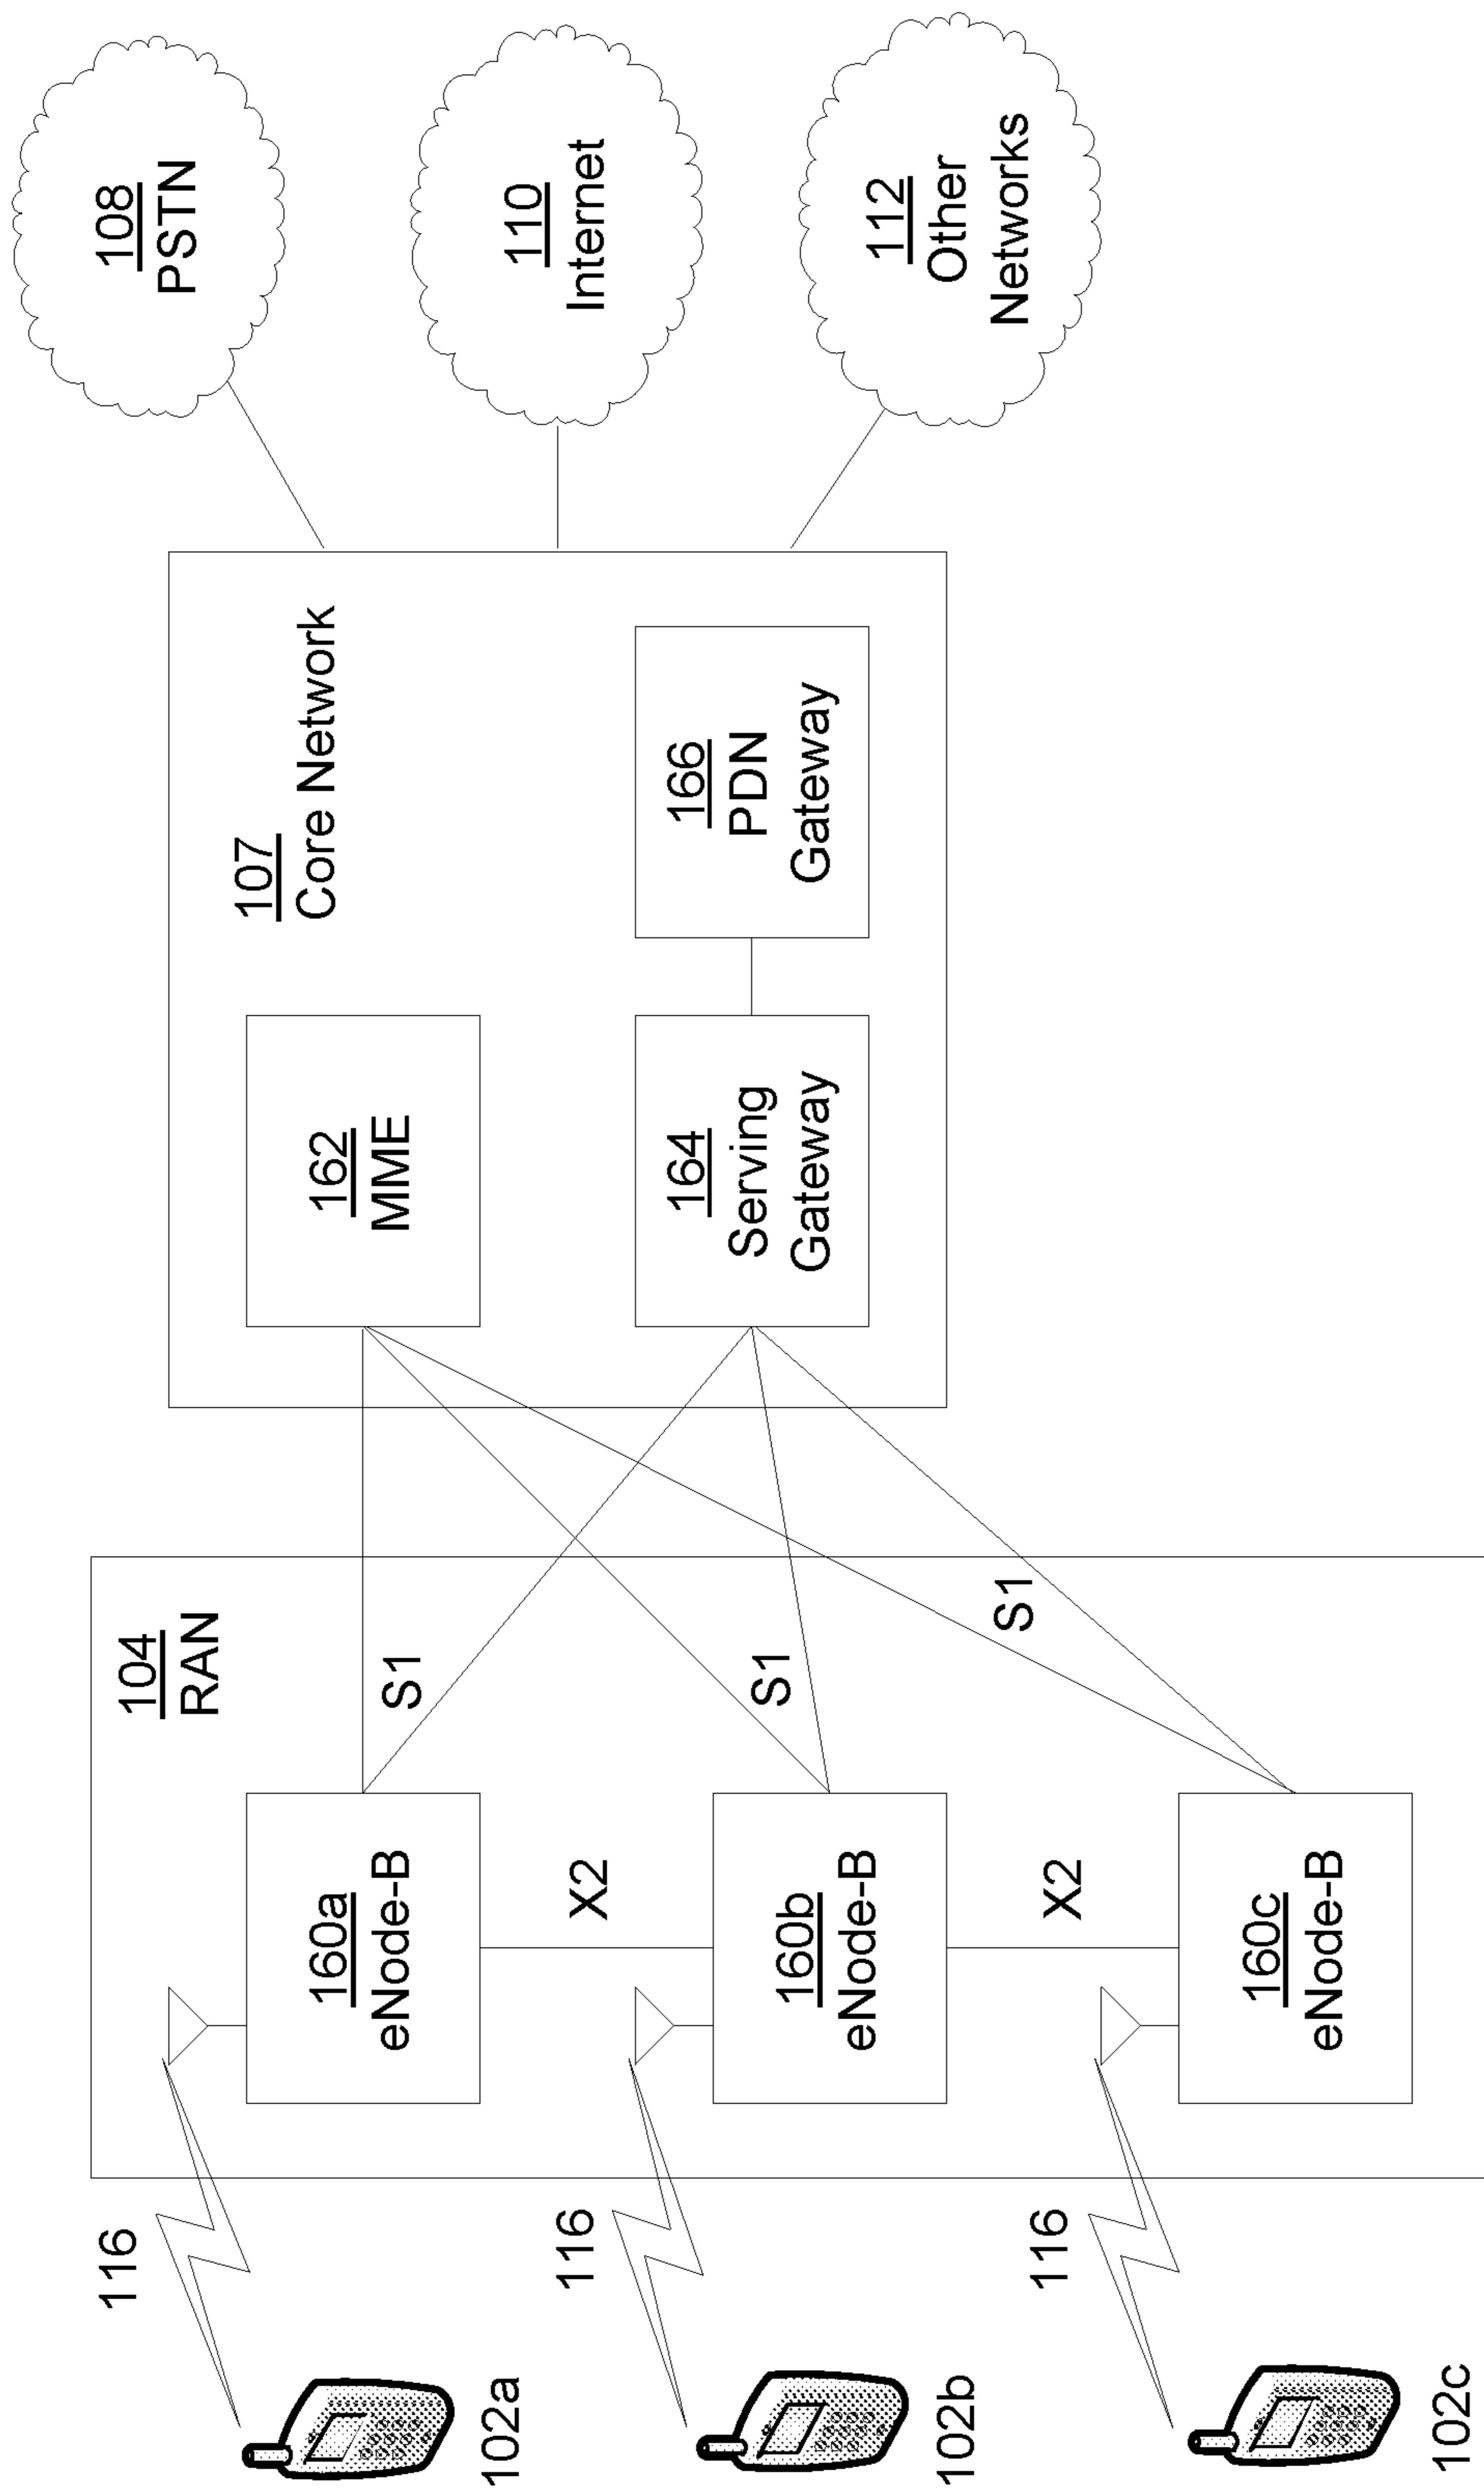 116
116
116
102a
102b
102c
104
RAN
160a
eNode-B
X2
160b
eNode-B
X2
160c
eNode-B
S1
S1
S1
107
Core Network
162
MME
164
Serving
Gateway
166
PDN
Gateway
108
PSTN
110
Internet
112
Other
Networks